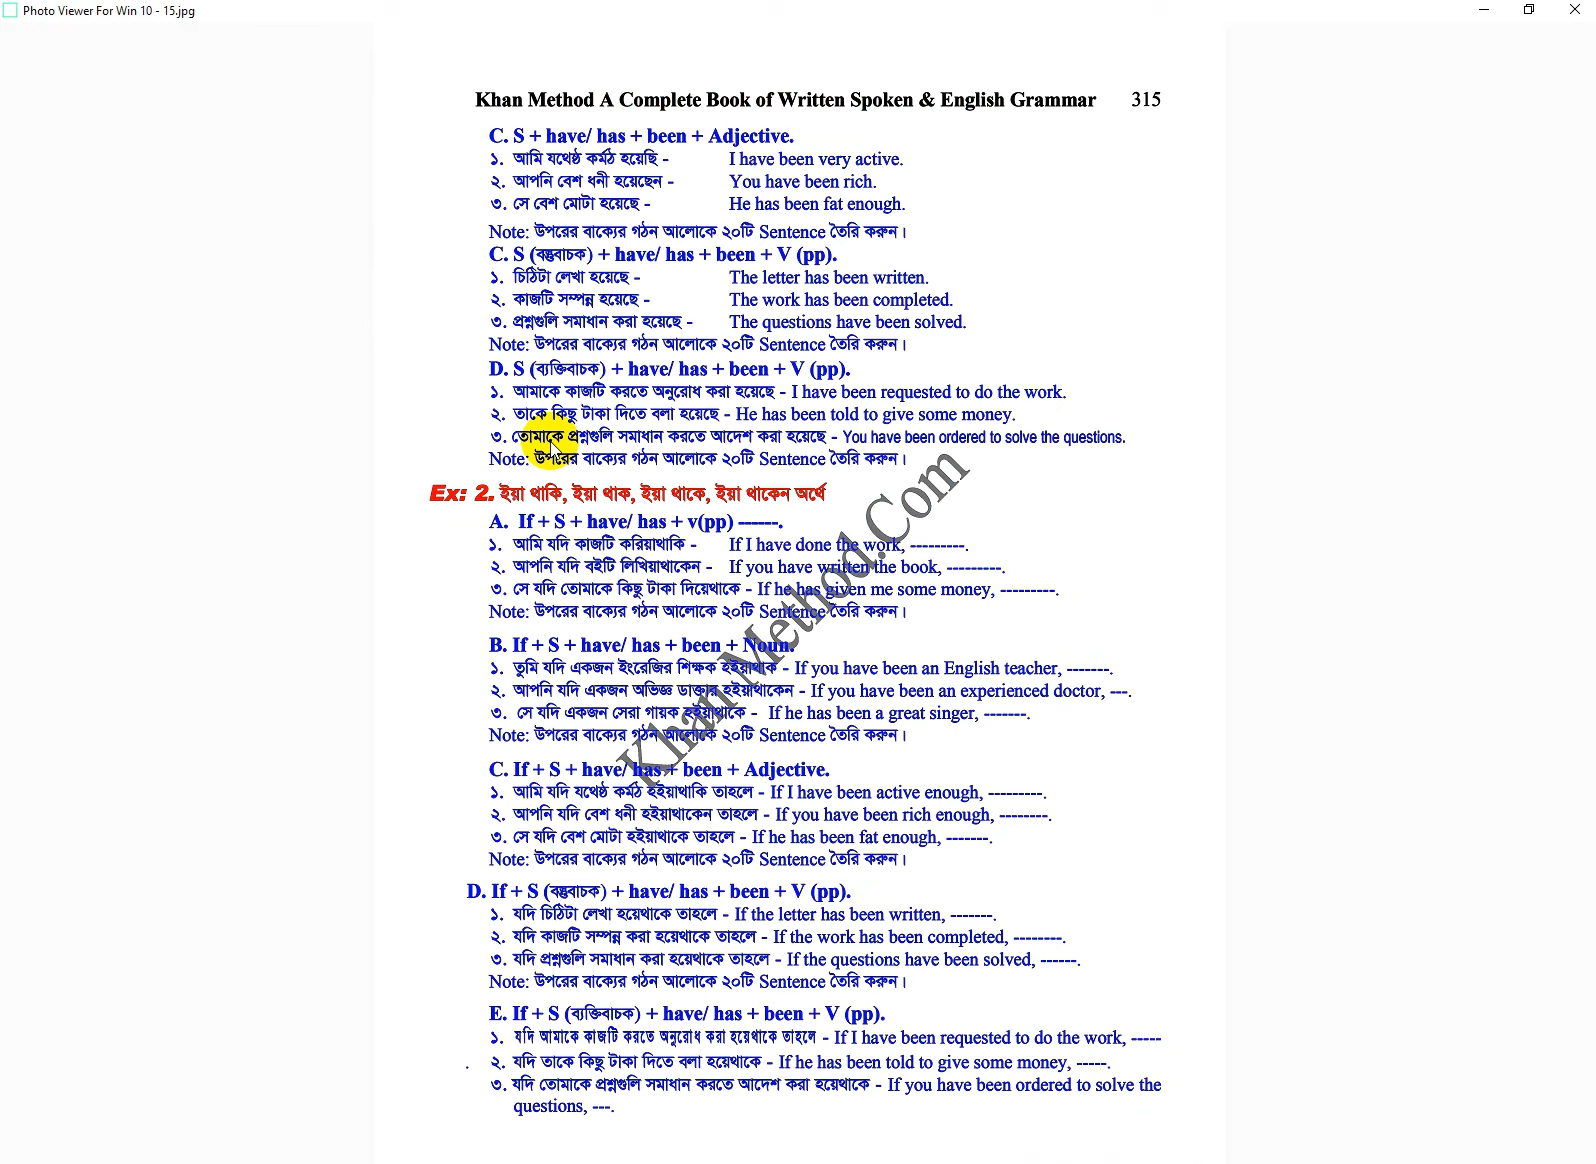 Photo Viewer For Win 10 - 15.jpg
Khan Method A Complete Book of Written Spoken & English Grammar 315
C. S + have/ has + been + Adjective.
১. আমি যথেষ্ঠ কর্মঠ হয়েছি - I have been very active.
২. আপনি বেশ ধনী হয়েছেন - You have been rich.
৩. সে বেশ মোটা হয়েছে - He has been fat enough.
Note: উপরের বাক্যের গঠন আলোকে ২০টি Sentence তৈরি করুন।
C. S (বস্তুবাচক) + have/ has + been + V (pp).
১. চিঠিটা লেখা হয়েছে - The letter has been written.
২. কাজটি সম্পন্ন হয়েছে - The work has been completed.
৩. প্রশ্নগুলি সমাধান করা হয়েছে - The questions have been solved.
Note: উপরের বাক্যের গঠন আলোকে ২০টি Sentence তৈরি করুন।
D. S (ব্যক্তিবাচক) + have/ has + been + V (pp).
১. আমাকে কাজটি করতে অনুরোধ করা হয়েছে - I have been requested to do the work.
২. তাকে কিছু টাকা দিতে বলা হয়েছে - He has been told to give some money.
৩. তোমাকে প্রশ্নগুলি সমাধান করতে আদেশ করা হয়েছে - You have been ordered to solve the questions.
Note: উপরের বাক্যের গঠন আলোকে ২০টি Sentence তৈরি করুন।
Ex: 2. ইয়া থাকি, ইয়া থাক, ইয়া থাকে, ইয়া থাকেন অর্থে
A. If + S + have/ has + v(pp) ------.
১. আমি যদি কাজটি করিয়াথাকি - If I have done the work, ---------.
২. আপনি যদি বইটি লিখিয়াথাকেন - If you have written the book, ---------.
৩. সে যদি তোমাকে কিছু টাকা দিয়েথাকে - If he has given me some money, ---------.
Note: উপরের বাক্যের গঠন আলোকে ২০টি Sentence তৈরি করুন।
B. If + S + have/ has + been + Noun.
১. তুমি যদি একজন ইংরেজির শিক্ষক হইয়াথাক - If you have been an English teacher, -------.
২. আপনি যদি একজন অভিজ্ঞ ডাক্তার হইয়াথাকেন - If you have been an experienced doctor, ---.
৩. সে যদি একজন সেরা গায়ক হইয়াথাকে - If he has been a great singer, -------.
Note: উপরের বাক্যের গঠন আলোকে ২০টি Sentence তৈরি করুন।
C. If + S + have/ has + been + Adjective.
১. আমি যদি যথেষ্ঠ কর্মঠ হইয়াথাকি তাহলে - If I have been active enough, ---------.
২. আপনি যদি বেশ ধনী হইয়াথাকেন তাহলে - If you have been rich enough, --------.
৩. সে যদি বেশ মোটা হইয়াথাকে তাহলে - If he has been fat enough, -------.
Note: উপরের বাক্যের গঠন আলোকে ২০টি Sentence তৈরি করুন।
D. If + S (বস্তুবাচক) + have/ has + been + V (pp).
১. যদি চিঠিটা লেখা হয়েথাকে তাহলে - If the letter has been written, -------.
২. যদি কাজটি সম্পন্ন করা হয়েথাকে তাহলে - If the work has been completed, --------.
৩. যদি প্রশ্নগুলি সমাধান করা হয়েথাকে তাহলে - If the questions have been solved, ------.
Note: উপরের বাক্যের গঠন আলোকে ২০টি Sentence তৈরি করুন।
E. If + S (ব্যক্তিবাচক) + have/ has + been + V (pp).
১. যদি আমাকে কাজটি করতে অনুরোধ করা হয়েথাকে তাহলে - If I have been requested to do the work, -----
. ২. যদি তাকে কিছু টাকা দিতে বলা হয়েথাকে - If he has been told to give some money, -----.
৩. যদি তোমাকে প্রশ্নগুলি সমাধান করতে আদেশ করা হয়েথাকে - If you have been ordered to solve the
questions, ---.
Khan Method.Com